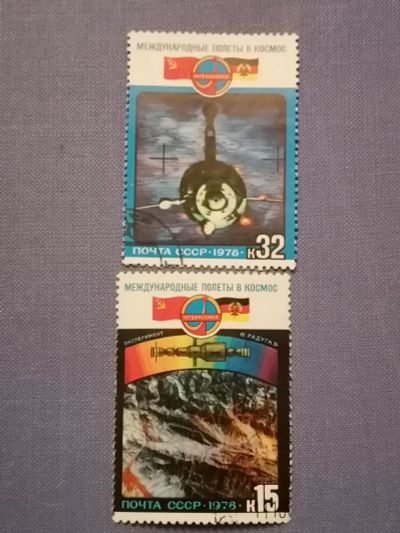 МЕЖДУНАРОДНЫЕ ПОЛЕТЫ В КОСМОС
ИНТЕРКОСМОС
ПОЧТА СССР·1978· К32
МЕЖДУНАРОДНЫЕ ПОЛЕТЫ В КОСМОС
ИНТЕРКОСМОС
ЭКСПЕРИМЕНТ «РАДУГА»
ПОЧТА СССР·1978· К15